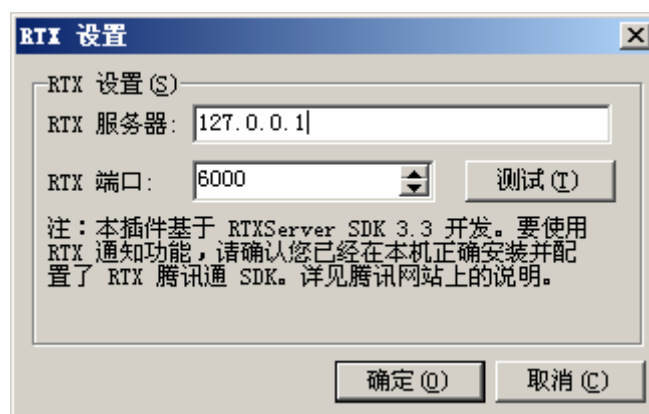 RTX 设置
RTX 设置(S)
RTX 服务器: 127.0.0.1
RTX 端口: 6000 测试(T)
注：本插件基于 RTXServer SDK 3.3 开发。要使用
RTX 通知功能，请确认您已经在本机正确安装并配
置了 RTX 腾讯通 SDK。详见腾讯网站上的说明。
确定(O) 取消(C)